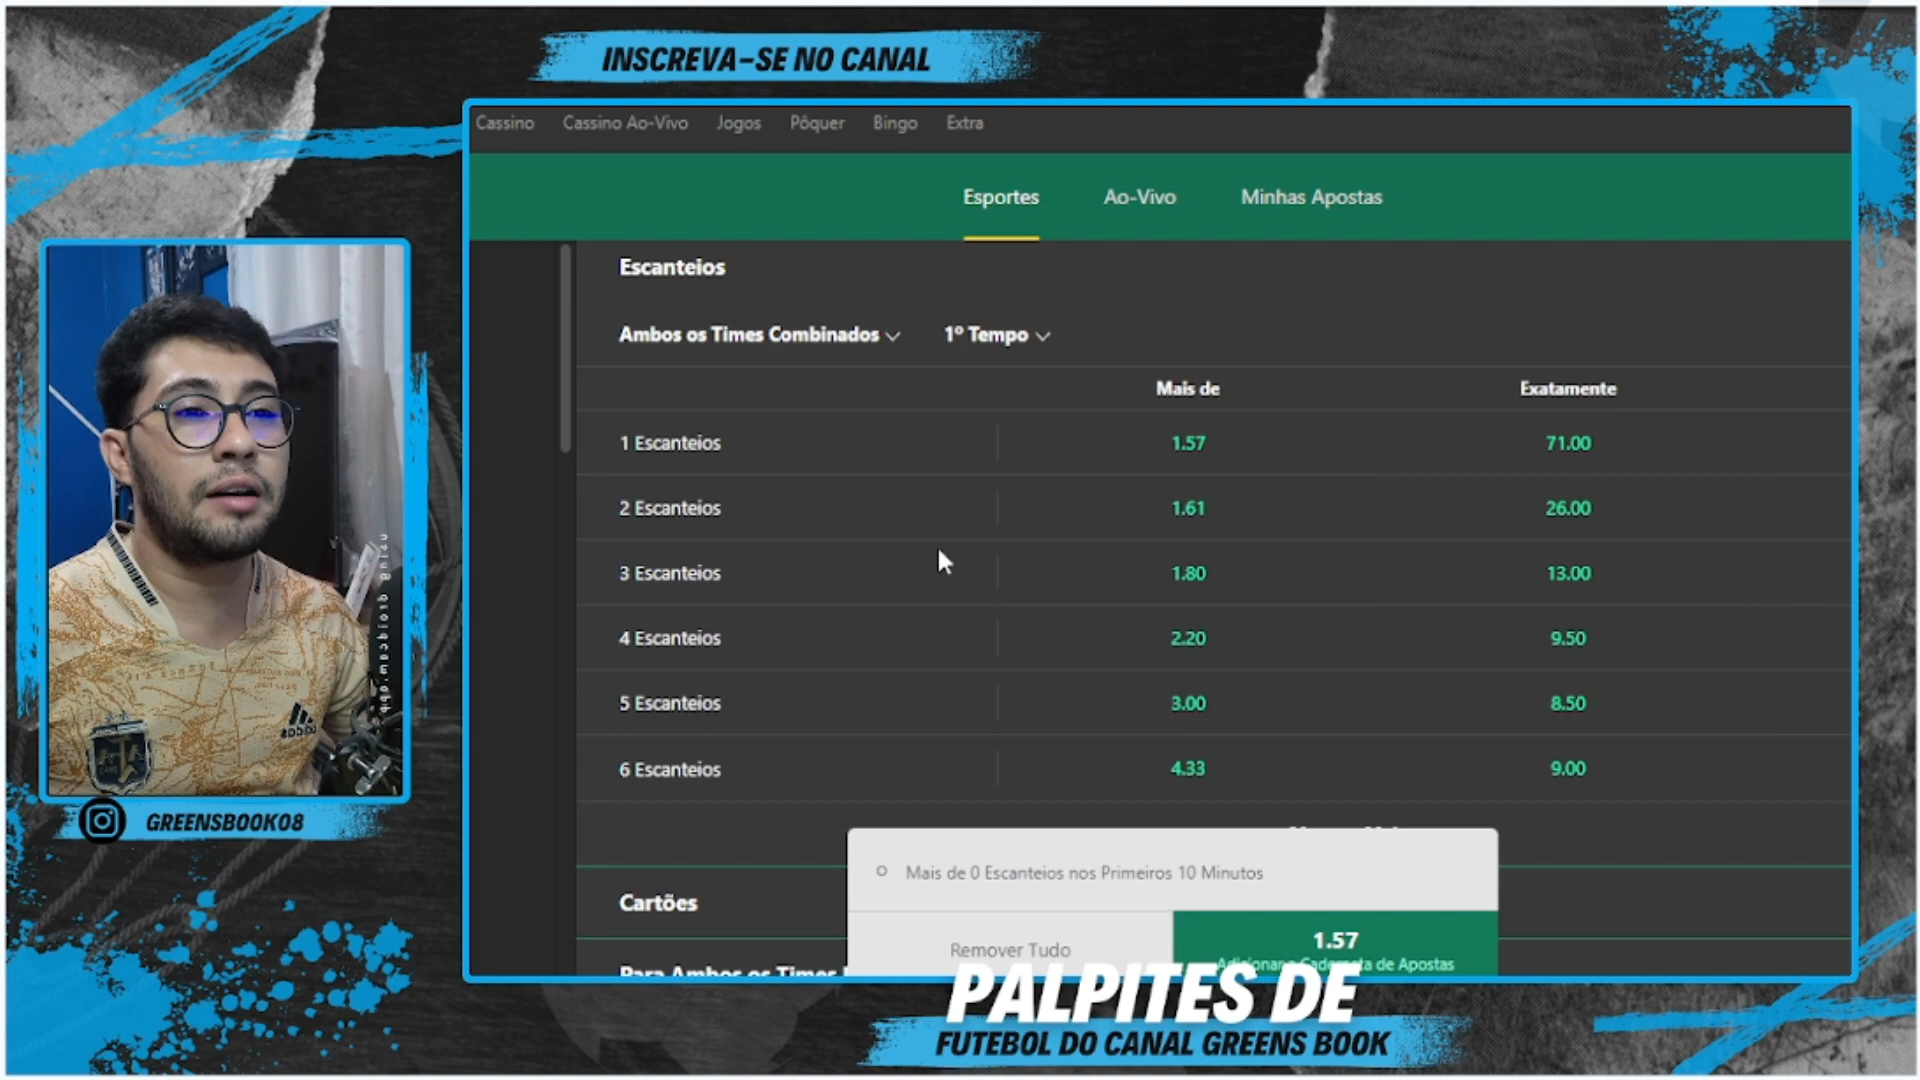 INSCREVA-SE NO CANAL
Cassino Cassino Ao-Vivo Jogos Pôquer Bingo Extra
Esportes Ao-Vivo Minhas Apostas
Escanteios
Ambos os Times Combinados 1º Tempo
Mais de Exatamente
1 Escanteios 1.57 71.00
2 Escanteios 1.61 26.00
3 Escanteios 1.80 13.00
4 Escanteios 2.20 9.50
5 Escanteios 3.00 8.50
6 Escanteios 4.33 9.00
Mais de 0 Escanteios nos Primeiros 10 Minutos
Cartões
Remover Tudo
1.57
de Apostas
Para Ambos os Times
GREENSBOOK08
PALPITES DE
FUTEBOL DO CANAL GREENS BOOK